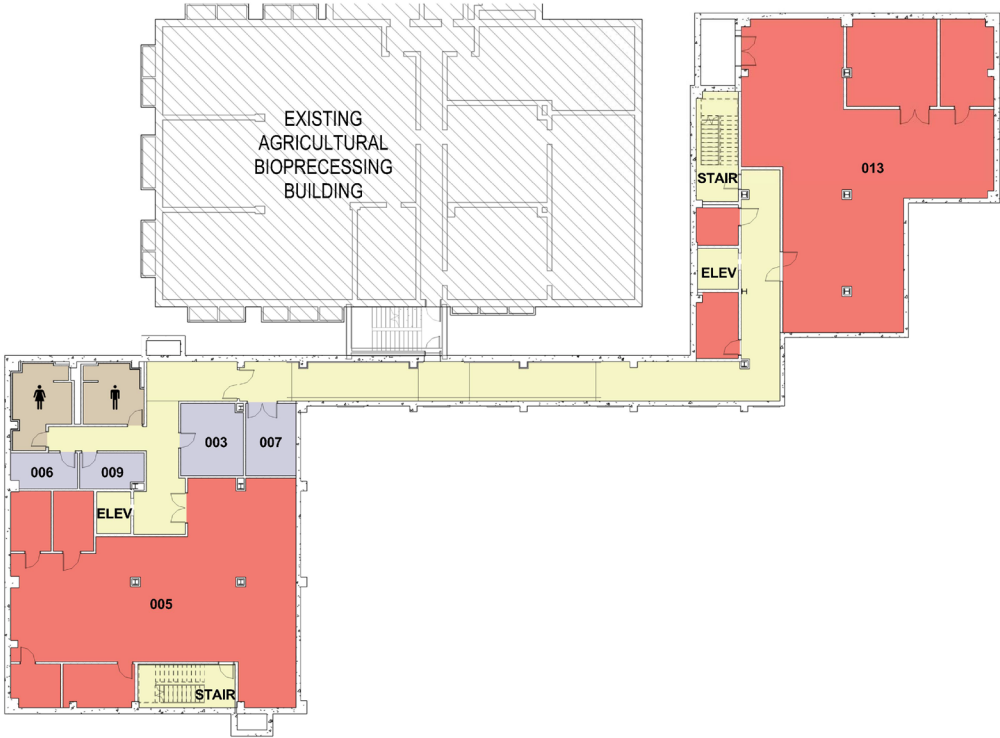 EXISTING
AGRICULTURAL
BIOPRECESSING
BUILDING
013
STAIR
ELEV
003
007
006
009
ELEV
005
STAIR